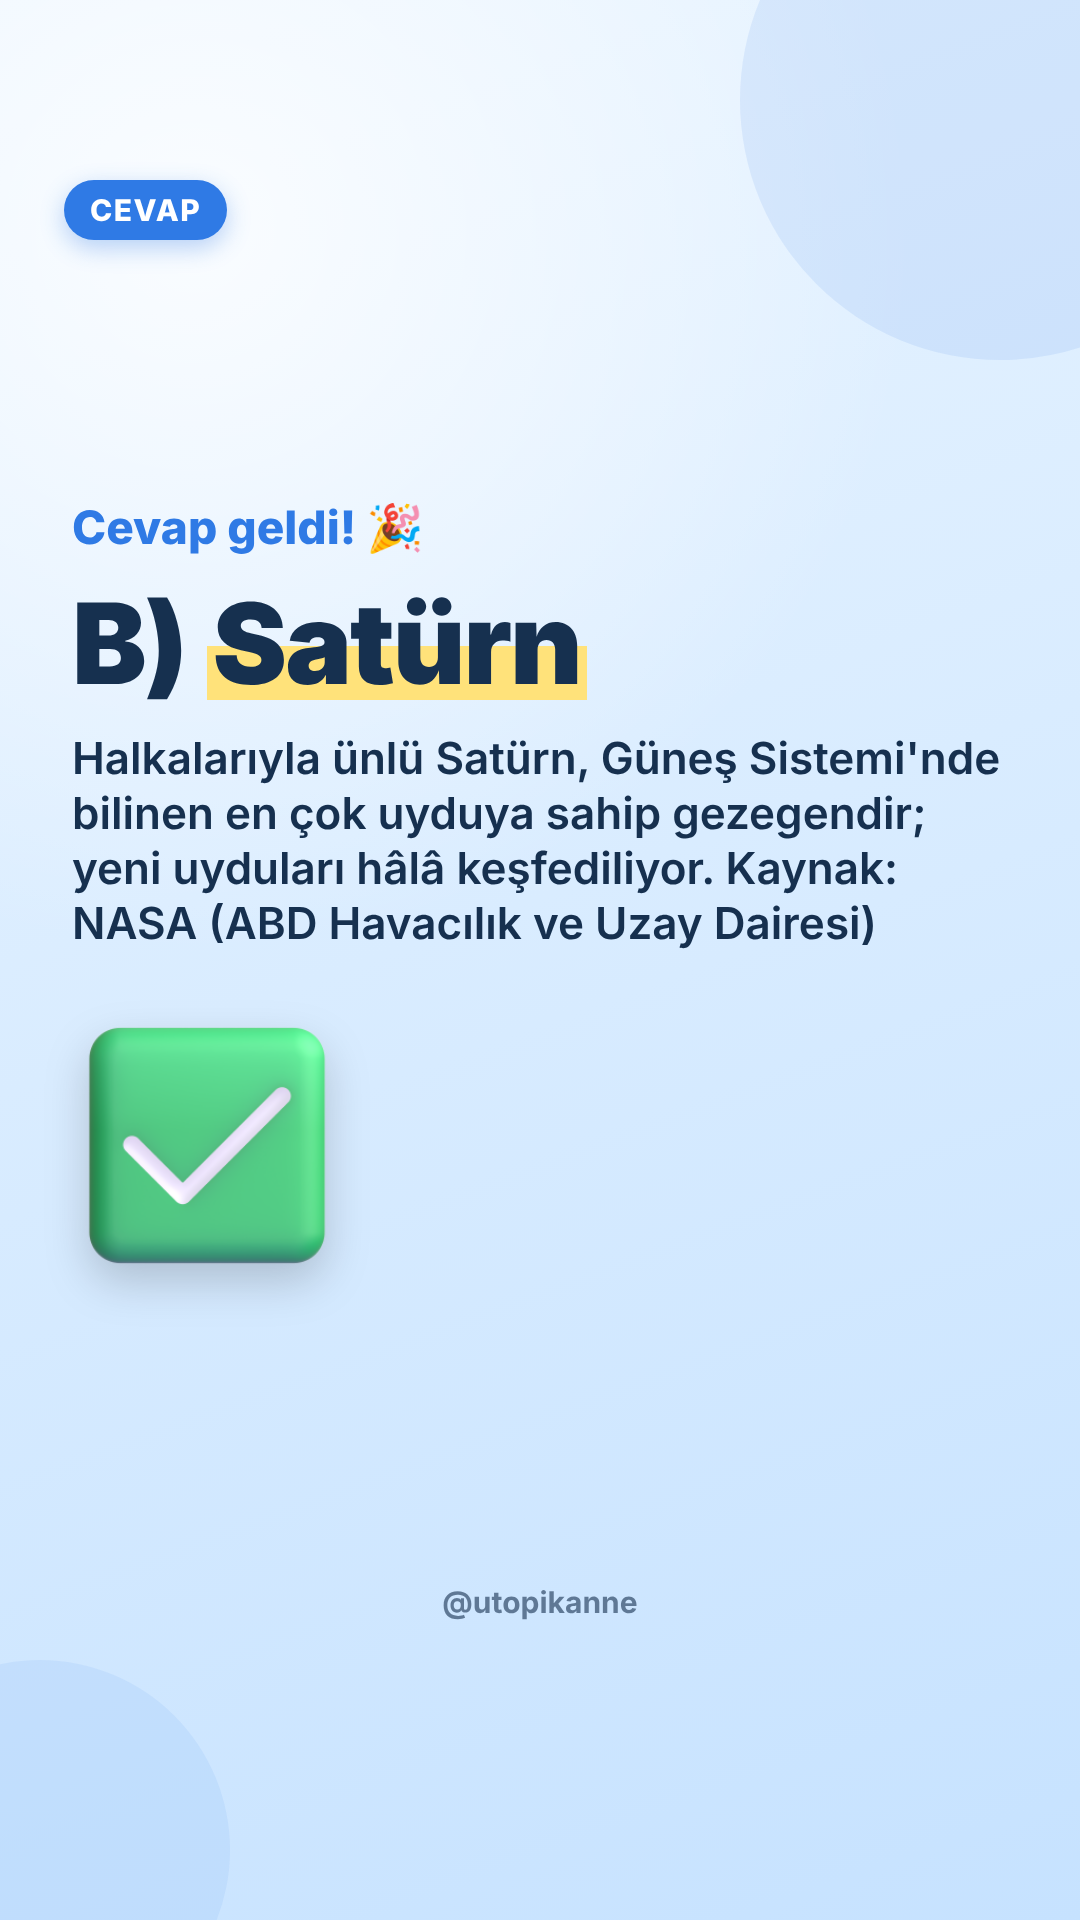 CEVAP
Cevap geldi! 🎉
B) Satürn
Halkalarıyla ünlü Satürn, Güneş Sistemi'nde
bilinen en çok uyduya sahip gezegendir;
yeni uyduları hâlâ keşfediliyor. Kaynak:
NASA (ABD Havacılık ve Uzay Dairesi)
@utopikanne